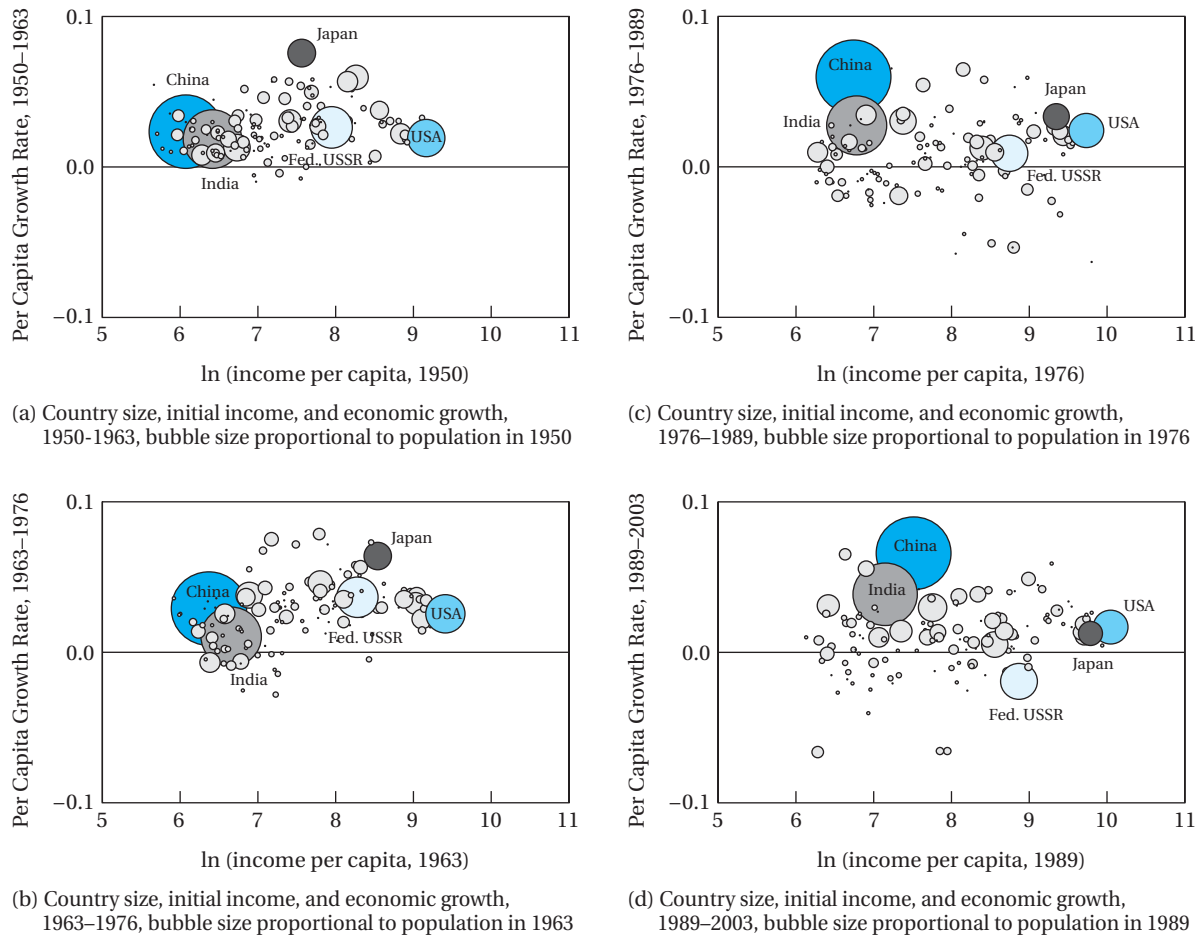 Per Capita Growth Rate, 1950–1963
0.1
0.0
−0.1
China
Japan
India
Fed. USSR
USA
5 6 7 8 9 10 11
ln (income per capita, 1950)
(a) Country size, initial income, and economic growth,
1950-1963, bubble size proportional to population in 1950
Per Capita Growth Rate, 1976–1989
0.1
0.0
−0.1
China
Japan
India
USA
Fed. USSR
5 6 7 8 9 10 11
ln (income per capita, 1976)
(c) Country size, initial income, and economic growth,
1976–1989, bubble size proportional to population in 1976
Per Capita Growth Rate, 1963–1976
0.1
0.0
−0.1
Japan
China
USA
Fed. USSR
India
5 6 7 8 9 10 11
ln (income per capita, 1963)
(b) Country size, initial income, and economic growth,
1963–1976, bubble size proportional to population in 1963
Per Capita Growth Rate, 1989–2003
0.1
0.0
−0.1
China
India
USA
Japan
Fed. USSR
5 6 7 8 9 10 11
ln (income per capita, 1989)
(d) Country size, initial income, and economic growth,
1989–2003, bubble size proportional to population in 1989